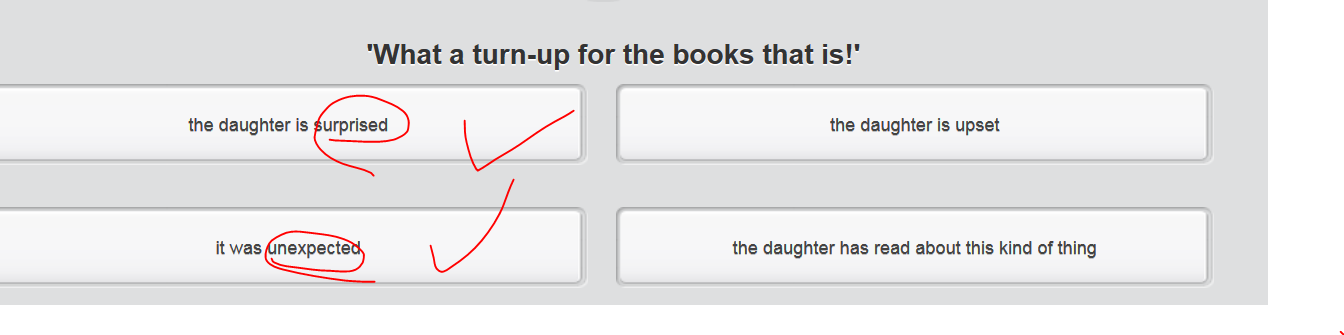 'What a turn-up for the books that is!'
the daughter is surprised
the daughter is upset
it was unexpected
the daughter has read about this kind of thing